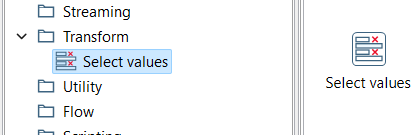 Streaming
Transform
Select values
Utility
Flow
Scripting
Select values